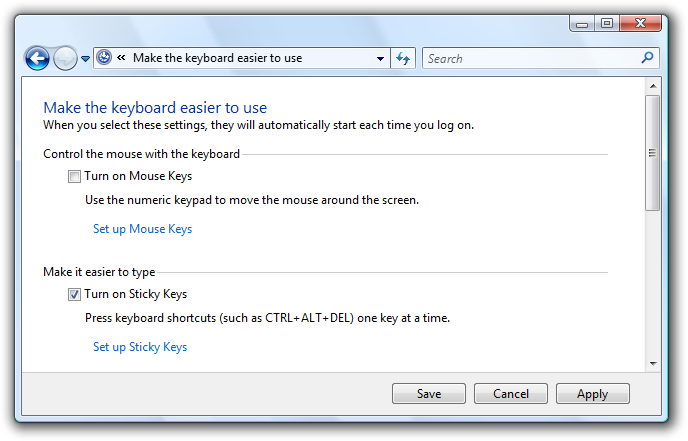 « Make the keyboard easier to use
Search
Make the keyboard easier to use
When you select these settings, they will automatically start each time you log on.
Control the mouse with the keyboard
Turn on Mouse Keys
Use the numeric keypad to move the mouse around the screen.
Set up Mouse Keys
Make it easier to type
Turn on Sticky Keys
Press keyboard shortcuts (such as CTRL+ALT+DEL) one key at a time.
Set up Sticky Keys
Save Cancel Apply